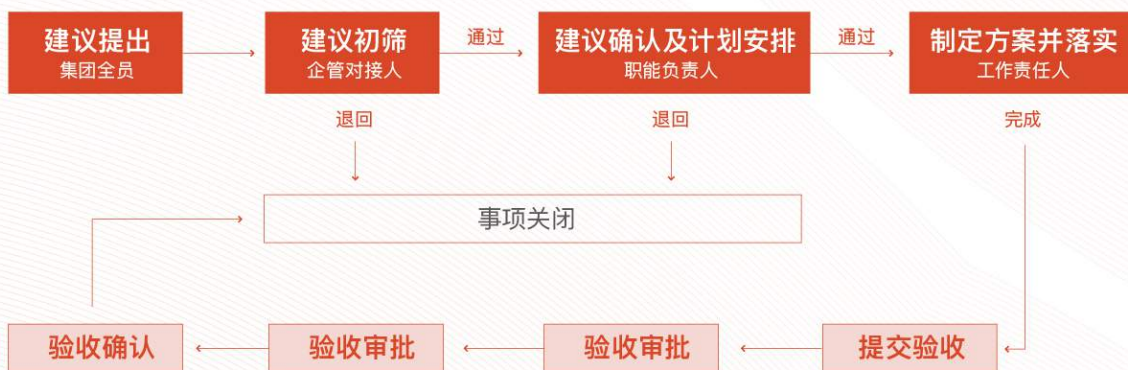 建议提出
集团全员
建议初筛
企管对接人
通过
建议确认及计划安排
职能负责人
通过
制定方案并落实
工作责任人
退回
退回
完成
事项关闭
验收确认
验收审批
验收审批
提交验收